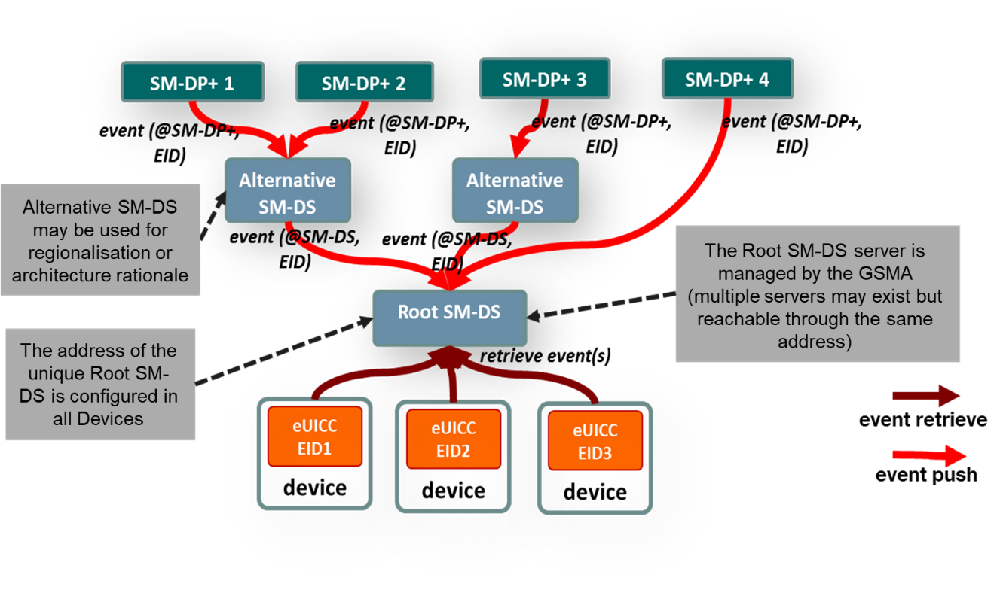 SM-DP+ 1
SM-DP+ 2
SM-DP+ 3
SM-DP+ 4
event (@SM-DP+,
EID)
event (@SM-DP+,
EID)
event (@SM-DP+,
EID)
event (@SM-DP+,
EID)
Alternative
SM-DS
Alternative
SM-DS
Alternative SM-DS
may be used for
regionalisation or
architecture rationale
event (@SM-DS,
EID)
event (@SM-DS,
EID)
The Root SM-DS server is
managed by the GSMA
(multiple servers may exist but
reachable through the same
address)
Root SM-DS
The address of the
unique Root SM-
DS is configured in
all Devices
retrieve event(s)
eUICC
EID1
device
eUICC
EID2
device
eUICC
EID3
device
event retrieve
event push